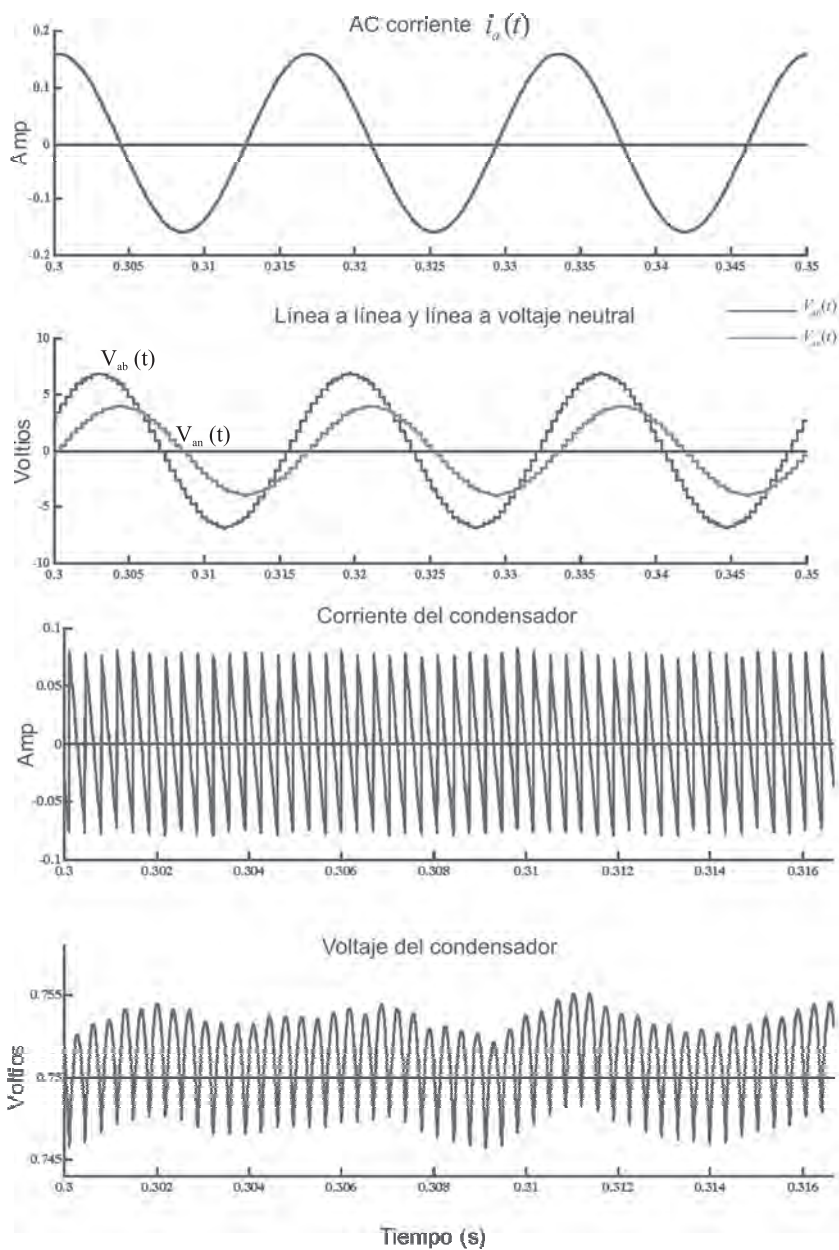 AC corriente i_a(t)
0.2
0.1
0
-0.1
0.2
Amp
0.3 0.305 0.31 0.315 0.31 0.325 0.33 0.335 0.34 0.345 0.35
Línea a línea y línea a voltaje neutral
V_an(t)
10
5
0
-5
-10
Voltios
V_ab (t)
V_an (t)
0.3 0.305 0.31 0.315 0.32 0.325 0.33 0.335 0.34 0.345 0.35
Corriente del condensador
0.1
0.05
0
-0.05
-0.1
Amp
0.3 0.302 0.304 0.306 0.308 0.31 0.312 0.314 0.316
Voltaje del condensador
0.755
0.75
0.745
Voltios
0.3 0.302 0.304 0.306 0.308 0.31 0.312 0.314 0.316
Tiempo (s)